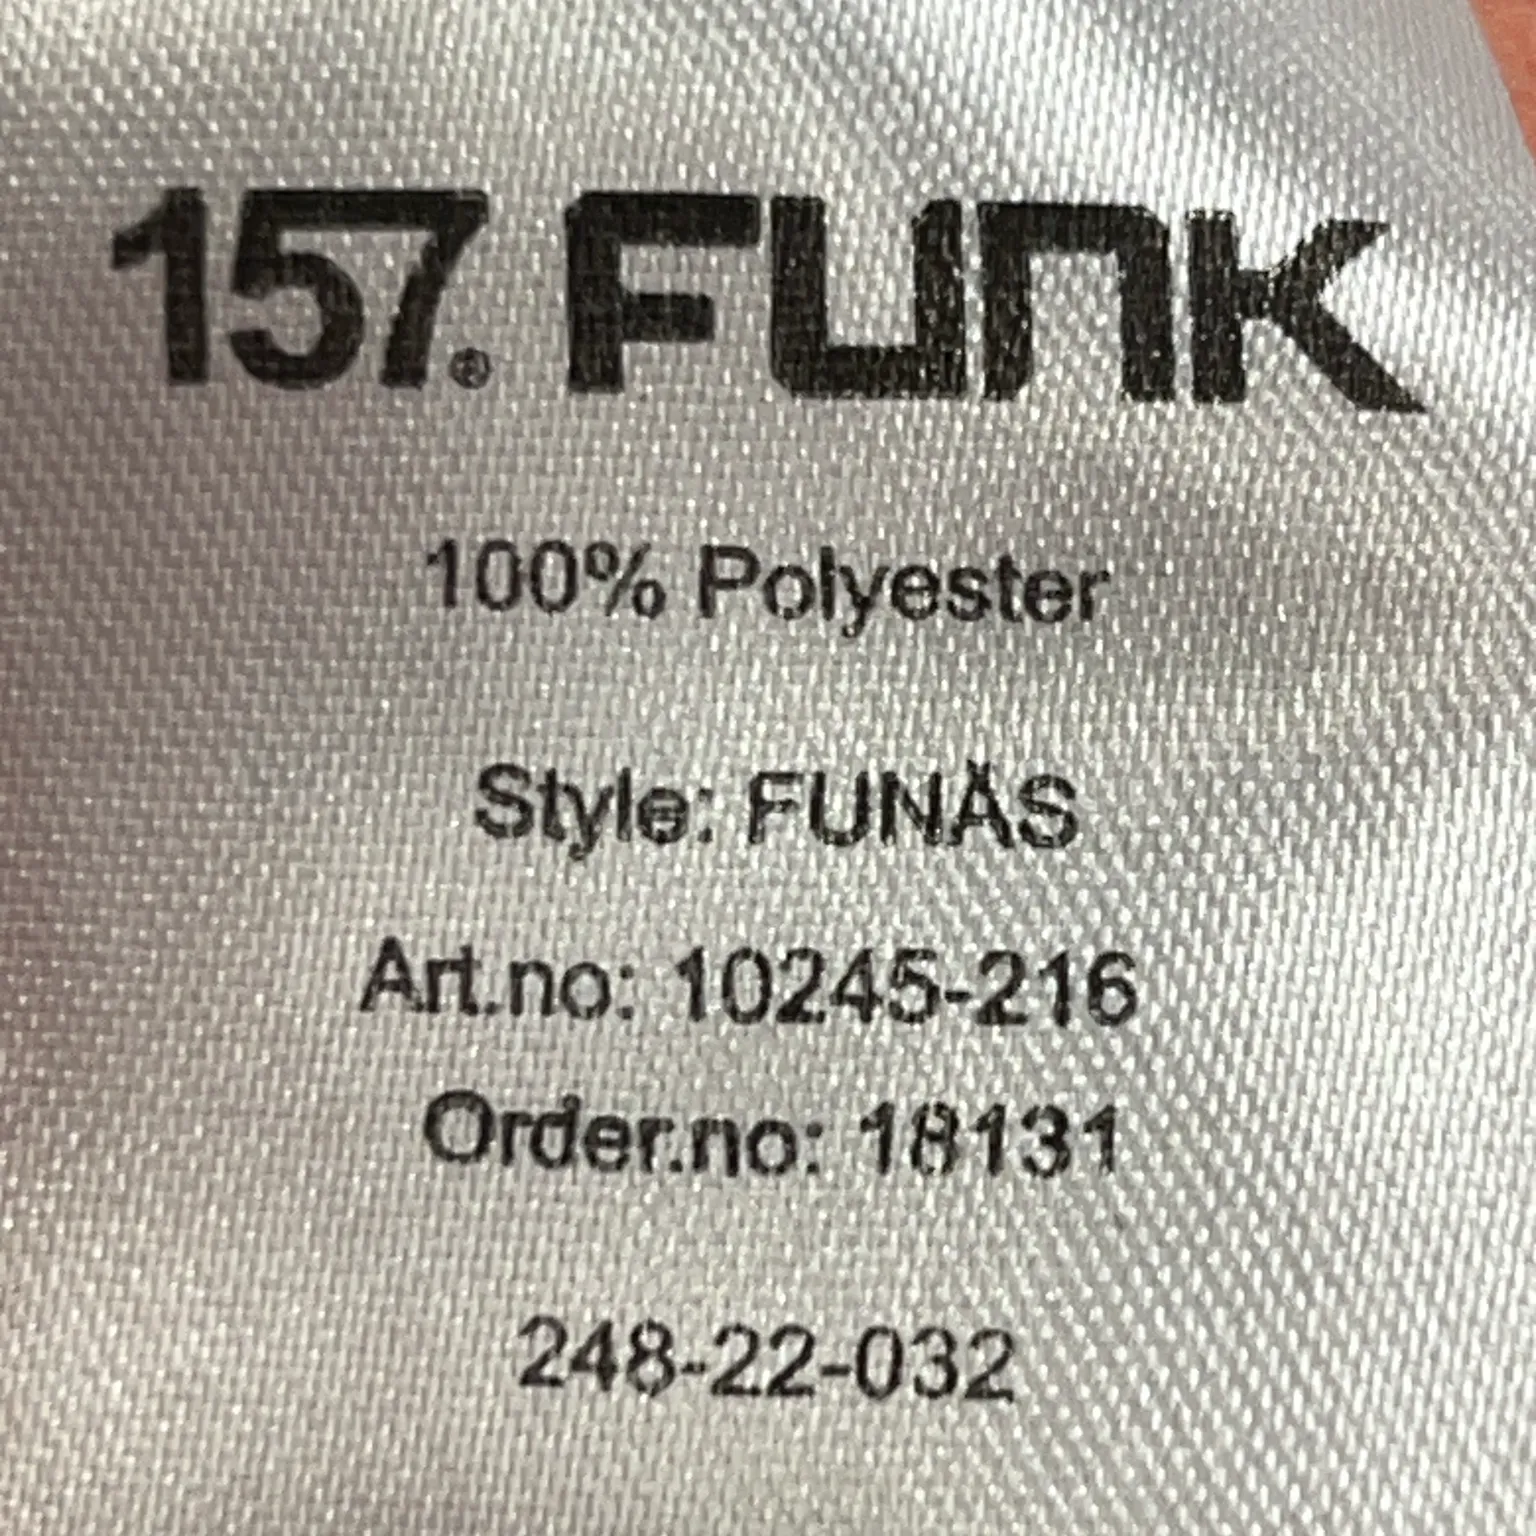 157.® FUNK
100% Polyester
Style: FUNÄS
Art.no: 10245-216
Order.no: 18131
248-22-032